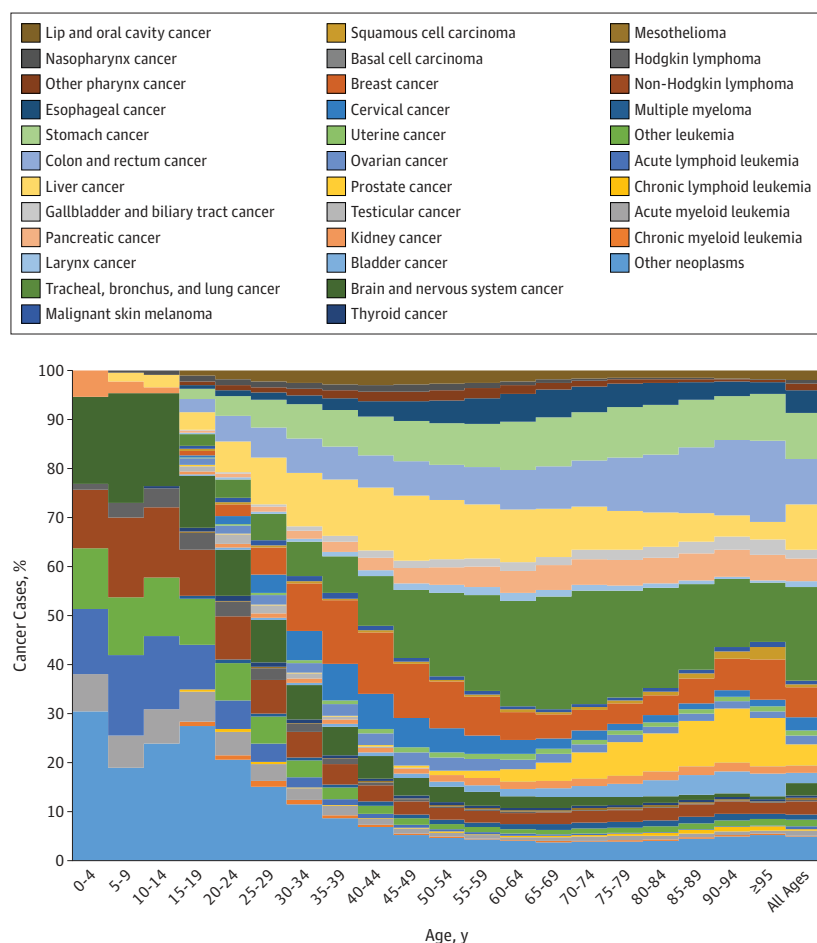 Lip and oral cavity cancer
Nasopharynx cancer
Other pharynx cancer
Esophageal cancer
Stomach cancer
Colon and rectum cancer
Liver cancer
Gallbladder and biliary tract cancer
Pancreatic cancer
Larynx cancer
Tracheal, bronchus, and lung cancer
Malignant skin melanoma
Squamous cell carcinoma
Basal cell carcinoma
Breast cancer
Cervical cancer
Uterine cancer
Ovarian cancer
Prostate cancer
Testicular cancer
Kidney cancer
Bladder cancer
Brain and nervous system cancer
Thyroid cancer
Mesothelioma
Hodgkin lymphoma
Non-Hodgkin lymphoma
Multiple myeloma
Other leukemia
Acute lymphoid leukemia
Chronic lymphoid leukemia
Acute myeloid leukemia
Chronic myeloid leukemia
Other neoplasms
Cancer Cases, %
100
90
80
70
60
50
40
30
20
10
0
0-4
5-9
10-14
15-19
20-24
25-29
30-34
35-39
40-44
45-49
50-54
55-59
60-64
65-69
70-74
75-79
80-84
85-89
90-94
≥95
All Ages
Age, y